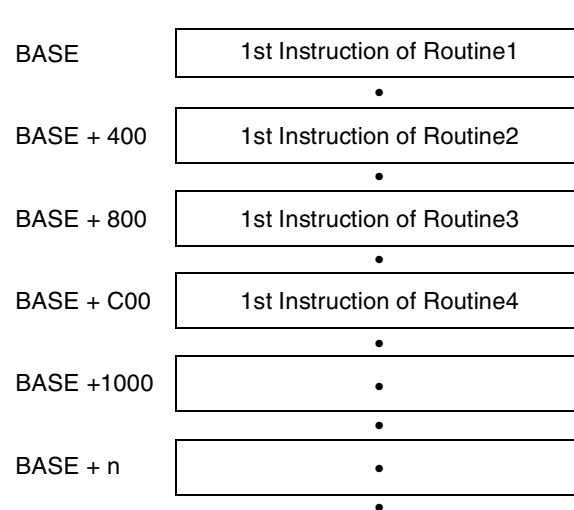 BASE 1st Instruction of Routine1
BASE + 400 1st Instruction of Routine2
BASE + 800 1st Instruction of Routine3
BASE + C00 1st Instruction of Routine4
BASE +1000
BASE + n